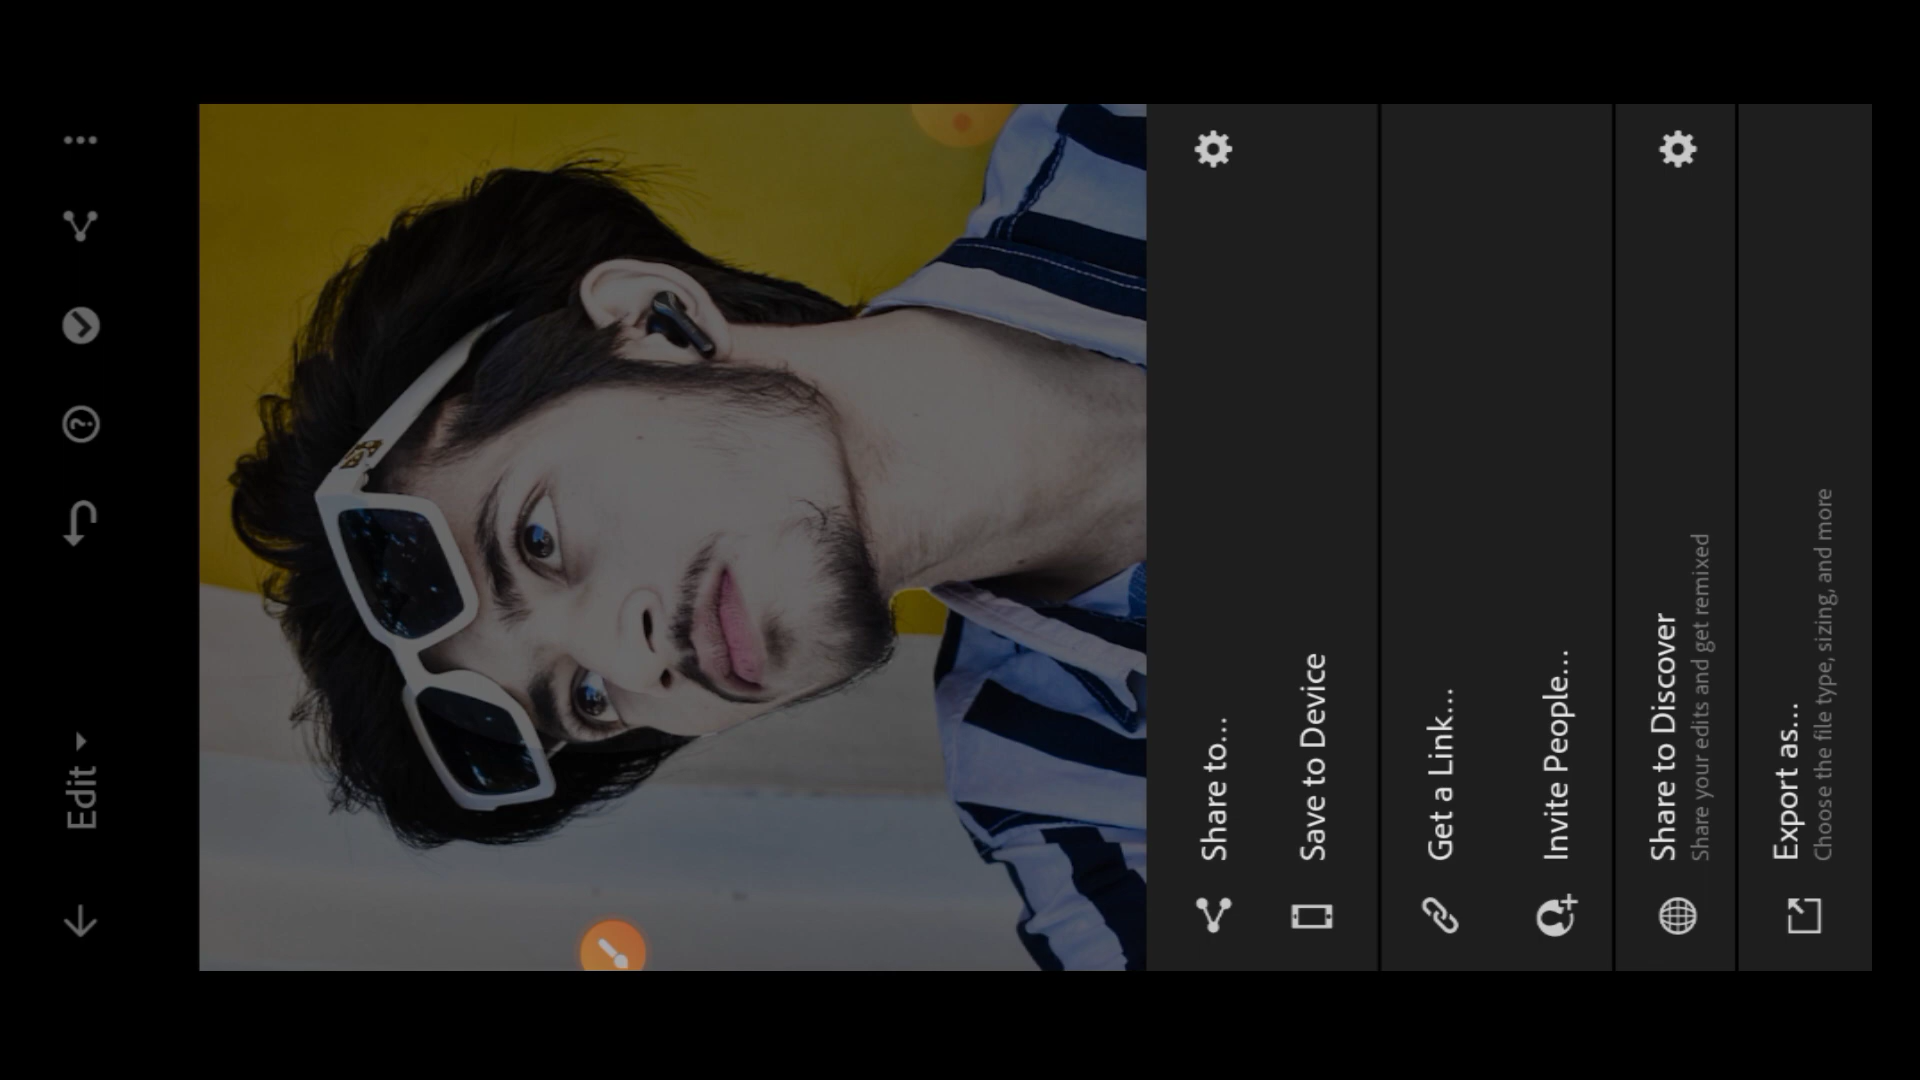 Edit
Share to...
Save to Device
Get a Link...
Invite People...
Share to Discover
Share your edits and get remixed
Export as...
Choose the file type, sizing, and more